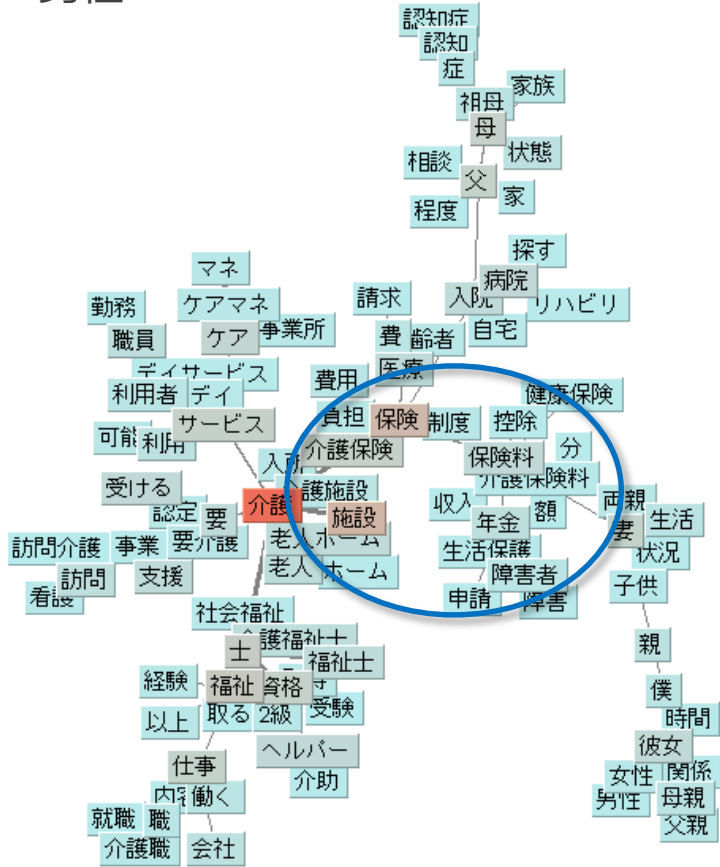 男性
認知症
認知
症
家族
祖母
母
状態
相談
父
家
程度
探す
病院
入院
リハビリ
自宅
マネ
請求
勤務
ケアマネ
職員
ケア
事業所
費
齢者
医療
デイサービス
費用
健康保険
利用者
デイ
負担
保険
制度
控除
サービス
可能
利用
介護保険
保険料
分
入所
介護保険料
受ける
護施設
介護
収入
額
両親
認定
要
施設
年金
妻
生活
訪問介護
事業
要介護
老人ホーム
生活保護
状況
訪問
支援
老人
ホーム
障害者
子供
看護
申請
障害
社会福祉
護福祉士
士
福祉士
親
経験
福祉
資格
僕
以上
取る
2級
受験
時間
ヘルパー
彼女
仕事
介助
女性
関係
内容
働く
男性
母親
就職
職
父親
介護職
会社